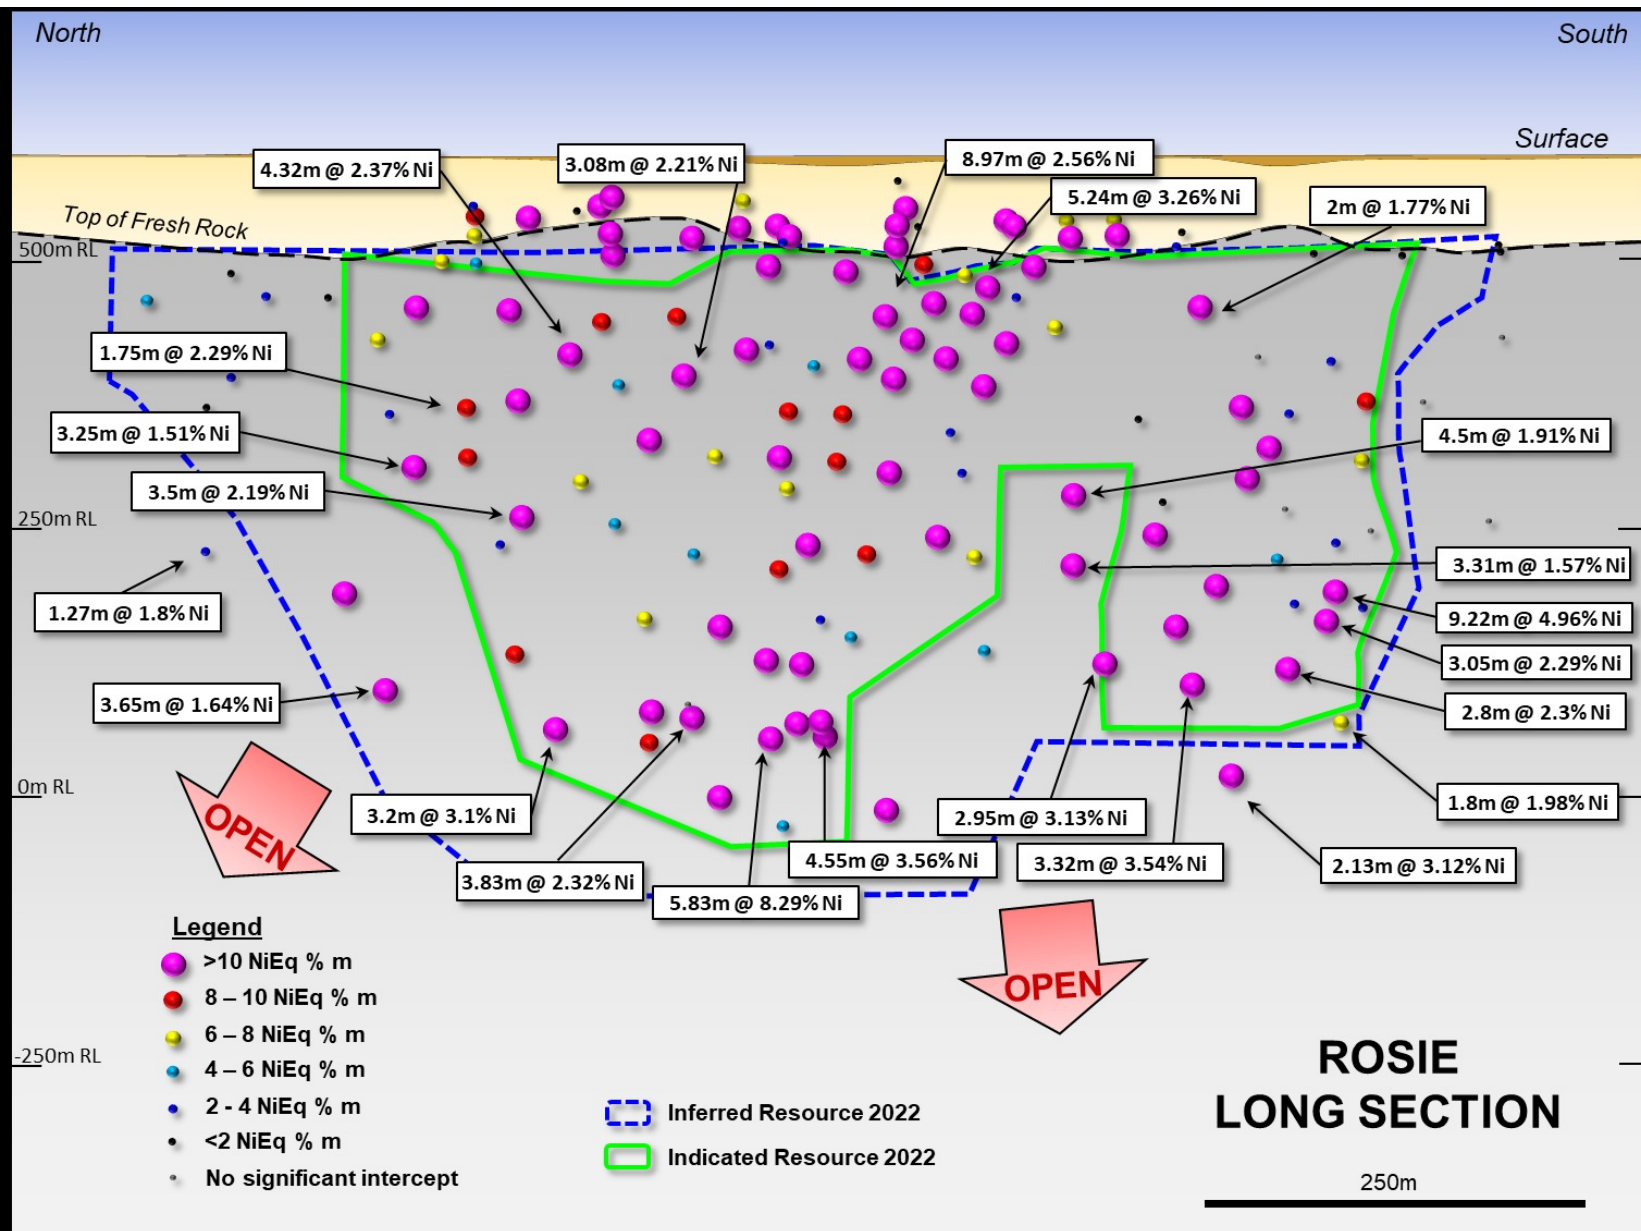 North
South
Surface
4.32m @ 2.37% Ni
3.08m @ 2.21% Ni
8.97m @ 2.56% Ni
5.24m @ 3.26% Ni
2m @ 1.77% Ni
Top of Fresh Rock
500m RL
1.75m @ 2.29% Ni
3.25m @ 1.51% Ni
4.5m @ 1.91% Ni
3.5m @ 2.19% Ni
250m RL
3.31m @ 1.57% Ni
1.27m @ 1.8% Ni
9.22m @ 4.96% Ni
3.05m @ 2.29% Ni
3.65m @ 1.64% Ni
2.8m @ 2.3% Ni
0m RL
1.8m @ 1.98% Ni
3.2m @ 3.1% Ni
2.95m @ 3.13% Ni
OPEN
4.55m @ 3.56% Ni
3.32m @ 3.54% Ni
2.13m @ 3.12% Ni
3.83m @ 2.32% Ni
5.83m @ 8.29% Ni
OPEN
Legend
>10 NiEq % m
8 – 10 NiEq % m
6 – 8 NiEq % m
4 – 6 NiEq % m
2 - 4 NiEq % m
<2 NiEq % m
No significant intercept
-250m RL
Inferred Resource 2022
Indicated Resource 2022
ROSIE
LONG SECTION
250m